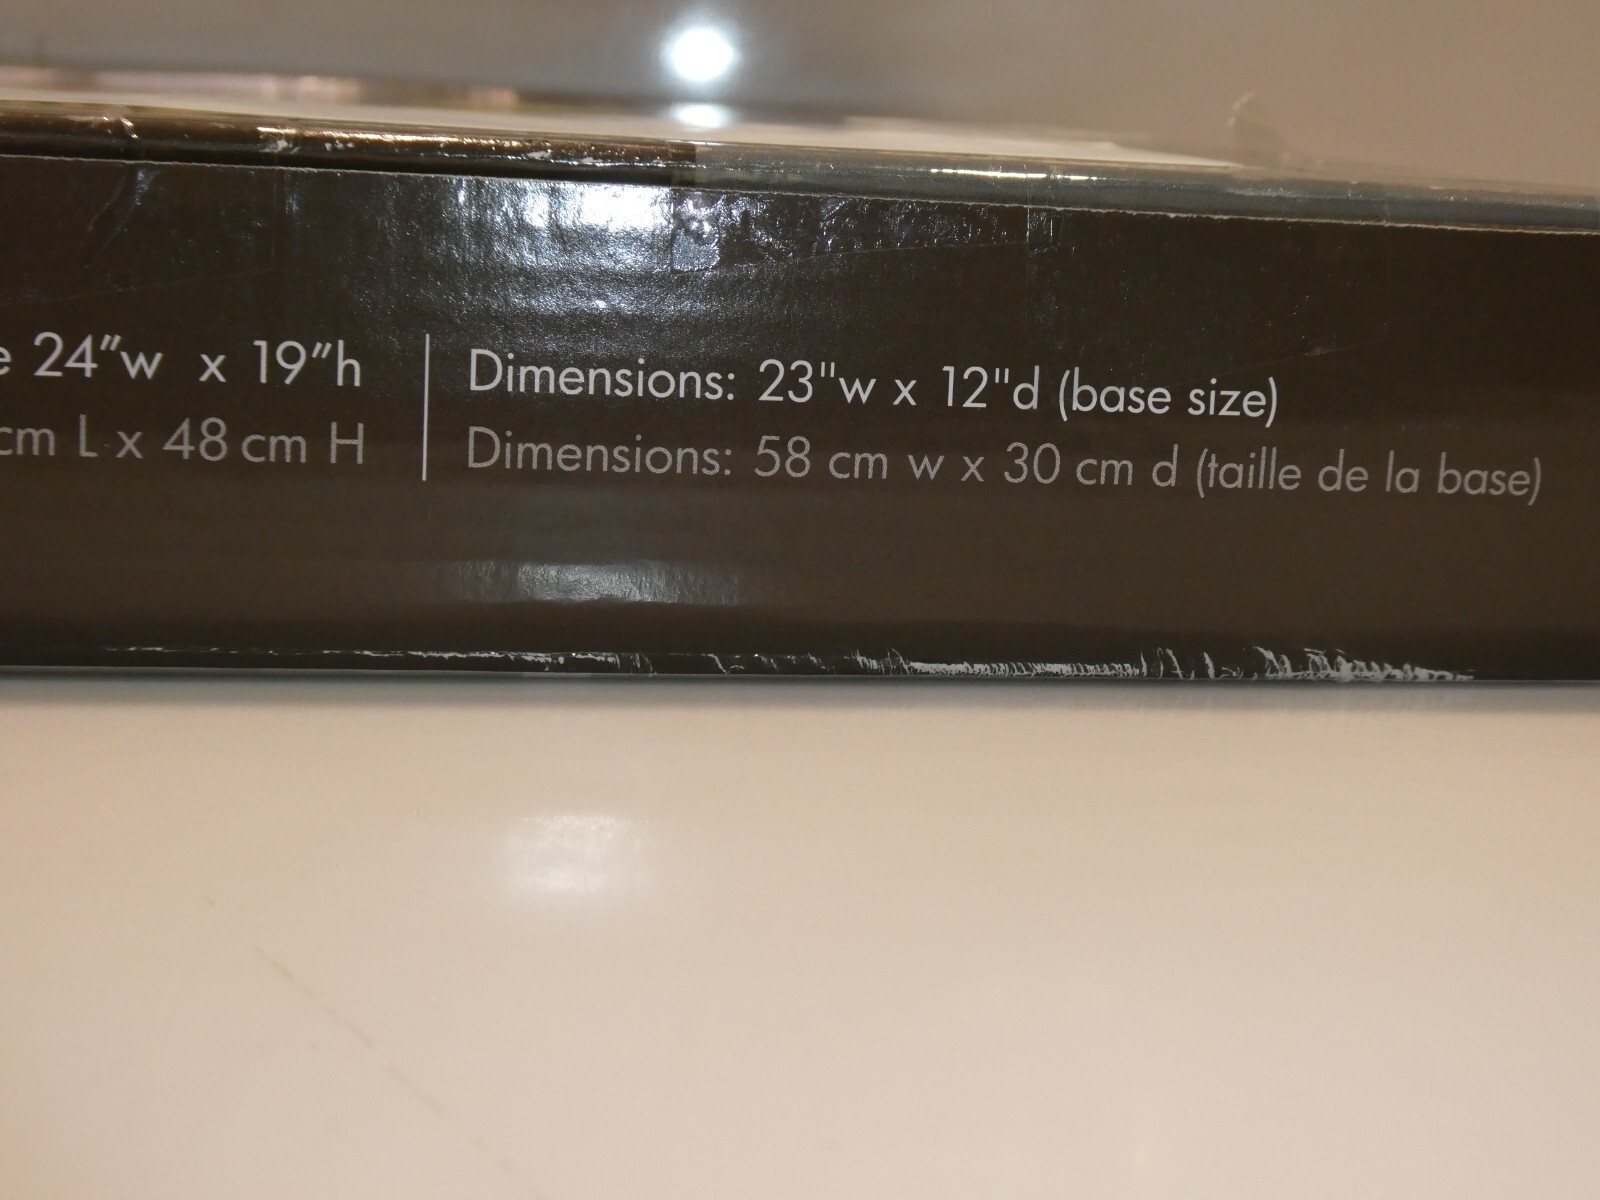 e 24”w x 19”h
cm L x 48 cm H
Dimensions: 23"w x 12"d (base size)
Dimensions: 58 cm w x 30 cm d (taille de la base)